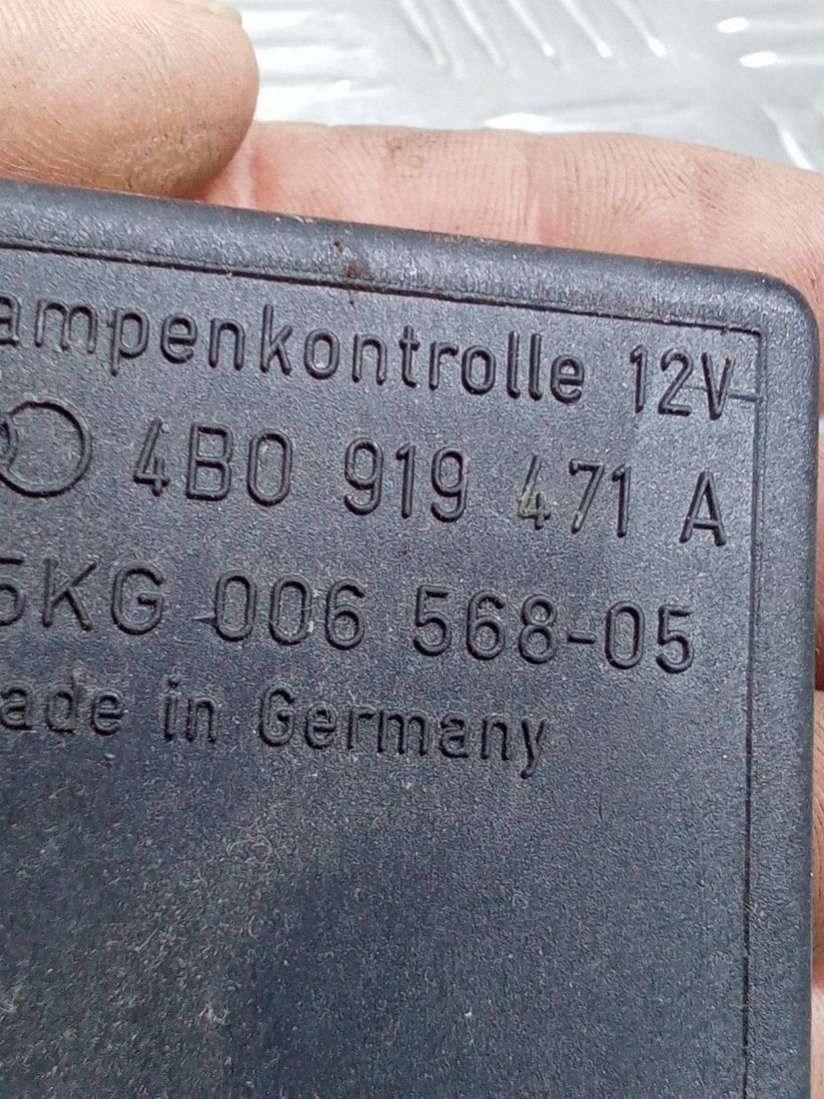 ampenkontrolle 12V
4B0 919 471 A
5KG 006 568-05
ade in Germany